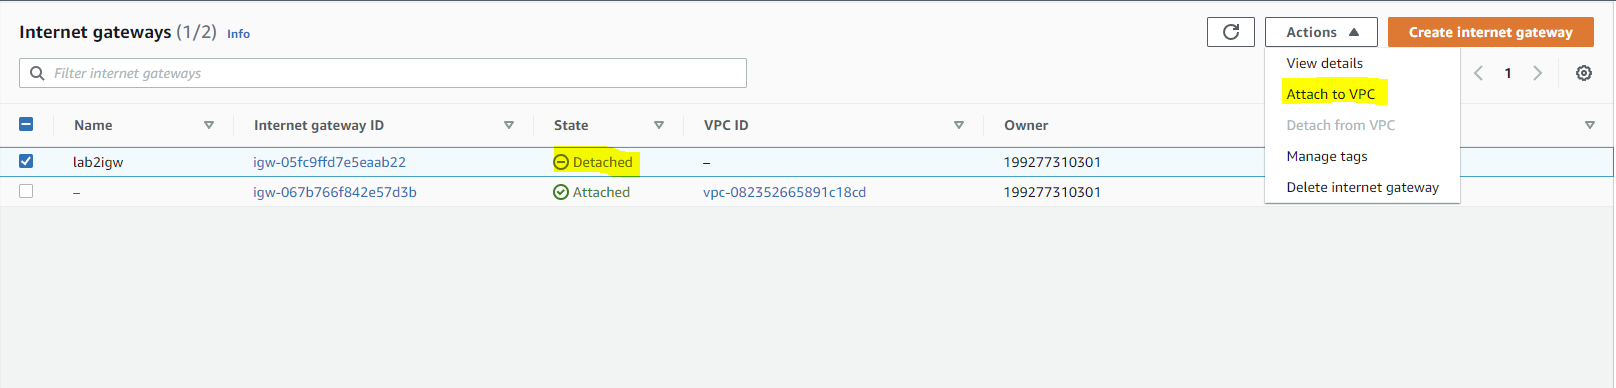 Internet gateways (1/2) Info
Actions
Create internet gateway
Filter internet gateways
View details
Attach to VPC
Detach from VPC
Manage tags
Delete internet gateway
1
Name Internet gateway ID State VPC ID Owner
lab2igw igw-05fc9ffd7e5eaab22 Detached – 199277310301
– igw-067b766f842e57d3b Attached vpc-082352665891c18cd 199277310301